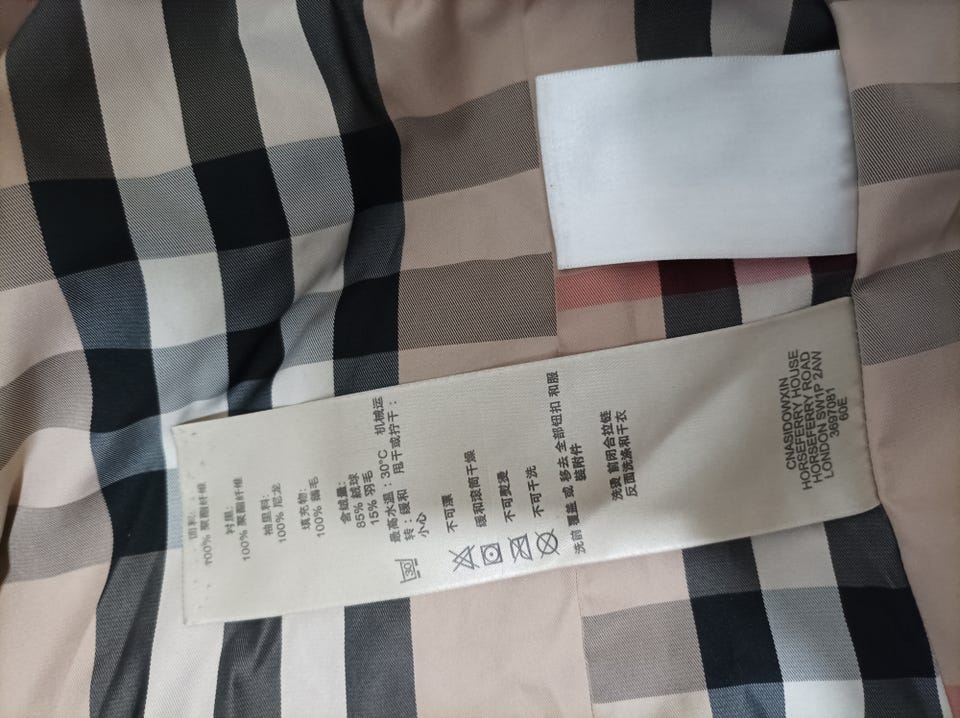 面料:
100% 聚酯纤维
衬里:
100% 聚酯纤维
袖里料:
100% 尼龙
填充物:
100% 鵝毛
含绒量:
85% 絨球
15% 羽毛
最高水温:30°C 机械运
转:缓和 甩干或拧干:
小心
30
不可漂
缓和滚筒干燥
不可熨烫
不可干洗
洗前 覆盖 或 移去 全部 钮扣 和服
装附件
洗烫 前闭合拉链
反面洗涤和干衣
CNASIDOWXIN
HORSEFERRY HOUSE
HORSEFERRY ROAD
LONDON SW1P 2AW
3697081
60E